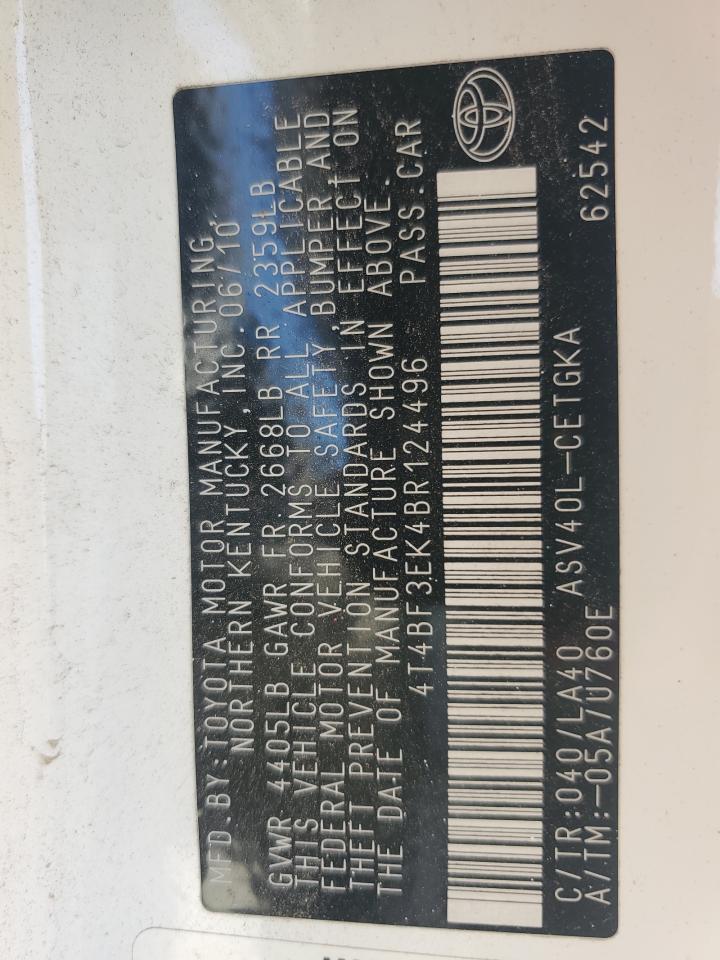 MFD.BY:TOYOTA MOTOR MANUFACTURING,
NORTHERN KENTUCKY,INC.06/10
GVWR 4405LB GAWR FR.2668LB RR 2359LB
THIS VEHICLE CONFORMS TO ALL APPLICABLE
FEDERAL MOTOR VEHICLE SAFETY,BUMPER AND
THEFT PREVENT ON STANDARDS IN EFFECT ON
THE DATE OF MANUFACTURE SHOWN ABOVE.
4T4BF3EK4BR124496 PASS.CAR
C/TR:040/LA40 ASV40L-CETGKA
A/TM:-05A/U760E 62542